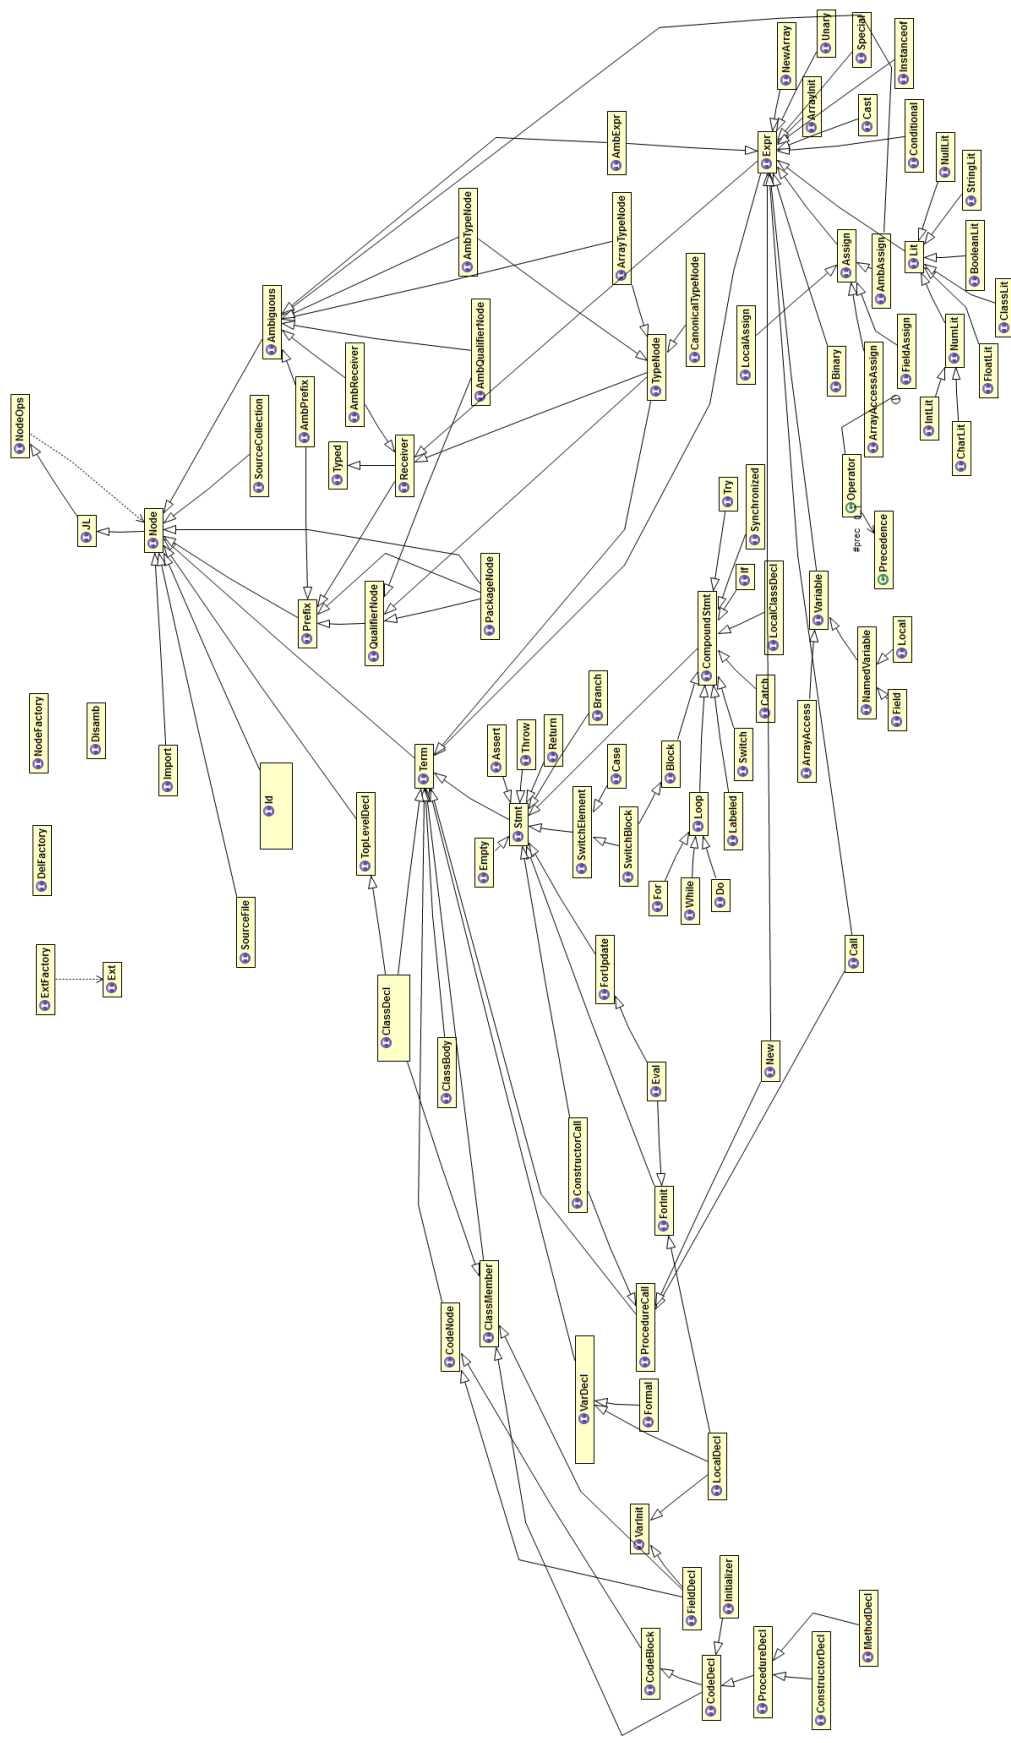 NodeOps
JL
Node
NodeFactory
Disamb
DelFactory
ExtFactory
Ext
Import
Id
SourceFile
SourceCollection
Ambiguous
AmbPrefix
AmbReceiver
Typed
Receiver
Prefix
QualifierNode
PackageNode
AmbTypeNode
AmbQualifierNode
AmbExpr
ArrayTypeNode
CanonicalTypeNode
TypeNode
Expr
NewArray
Unary
ArrayInit
Special
Cast
Instanceof
Conditional
NullLit
StringLit
BooleanLit
ClassLit
Lit
NumLit
FloatLit
IntLit
CharLit
Assign
AmbAssign
LocalAssign
FieldAssign
ArrayAccessAssign
Binary
Operator
#prec
0
Precedence
Variable
NamedVariable
Local
Field
ArrayAccess
Try
Synchronized
If
LocalClassDecl
CompoundStmt
Catch
Switch
Labeled
Block
Loop
For
While
Do
Term
Stmt
Assert
Throw
Return
Branch
Empty
Case
SwitchElement
SwitchBlock
TopLevelDecl
ClassDecl
ClassBody
ForUpdate
Eval
ForInit
ConstructorCall
New
Call
ProcedureCall
ClassMember
CodeNode
VarDecl
Formal
LocalDecl
VarInit
FieldDecl
Initializer
CodeBlock
CodeDecl
ProcedureDecl
MethodDecl
ConstructorDecl